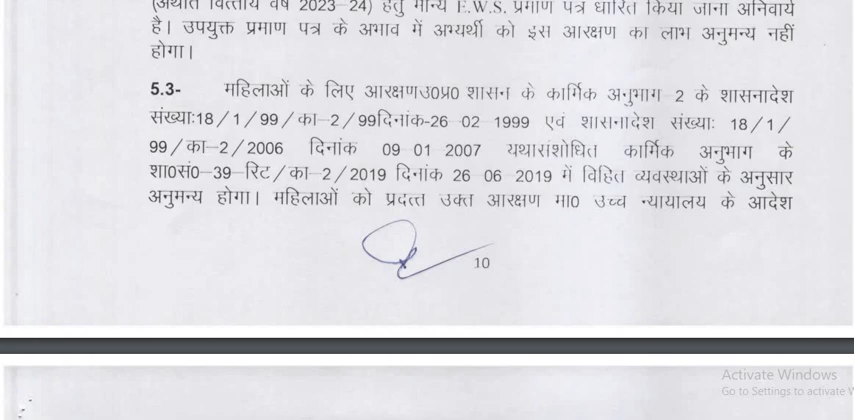 (अर्थात वित्तीय वर्ष 2023–24) हेतु मान्य E.W.S. प्रमाण पत्र धारित किया जाना अनिवार्य
है। उपयुक्त प्रमाण पत्र के अभाव में अभ्यर्थी को इस आरक्षण का लाभ अनुमन्य नहीं
होगा।
5.3- महिलाओं के लिए आरक्षणउ0प्र0 शासन के कार्मिक अनुभाग 2 के शासनादेश
संख्या:18/1/99/का–2/99दिनांक-26 02 1999 एवं शासनादेश संख्या: 18/1/
99/का–2/2006 दिनांक 09 01 2007 यथासंशोधित कार्मिक अनुभाग के
शा0सं0–39–रिट/का–2/2019 दिनांक 26 06 2019 में विहित व्यवस्थाओं के अनुसार
अनुमन्य होगा। महिलाओं को प्रदत्त उक्त आरक्षण मा0 उच्च न्यायालय के आदेश
10
Activate Windows
Go to Settings to activate